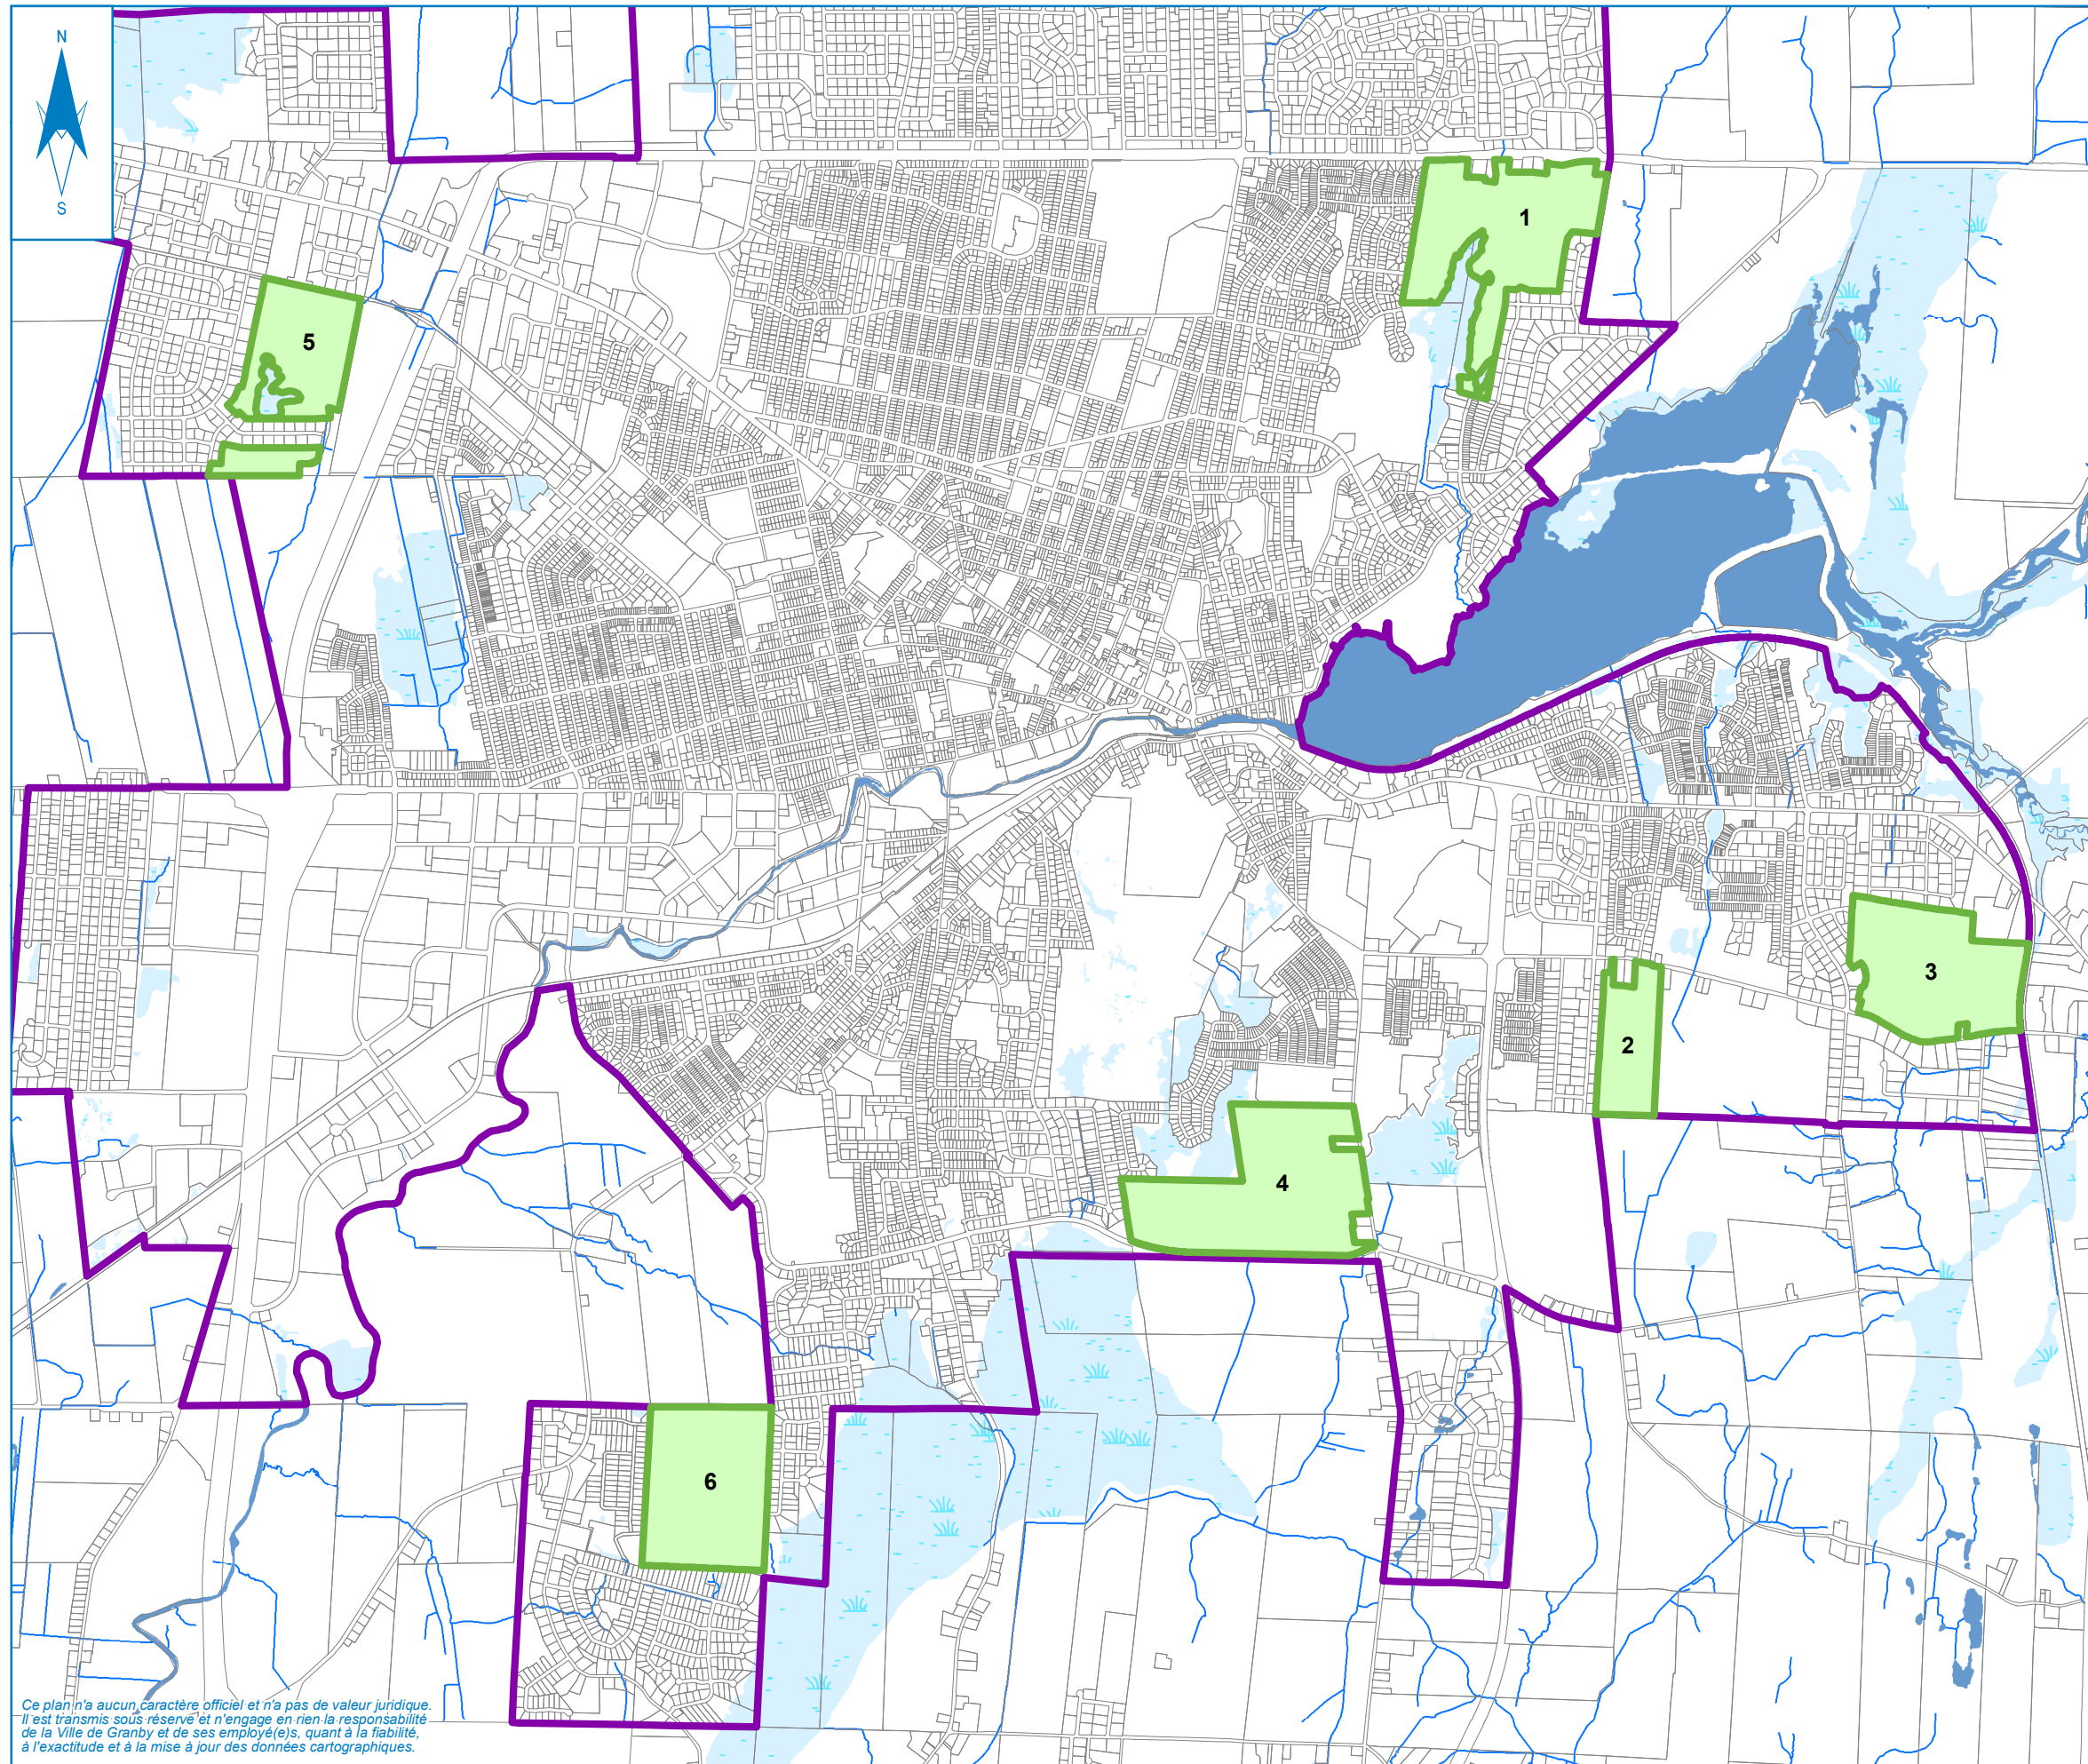 N
S
1
5
3
2
4
6
Ce plan n'a aucun caractère officiel et n'a pas de valeur juridique.
Il est transmis sous réserve et n'engage en rien la responsabilité
de la Ville de Granby et de ses employé(e)s, quant à la fiabilité,
à l'exactitude et à la mise à jour des données cartographiques.